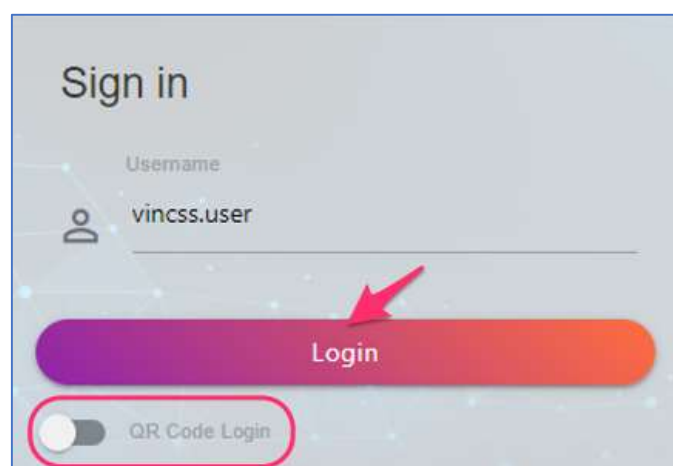 Sign in
Username
vincss.user
Login
QR Code Login